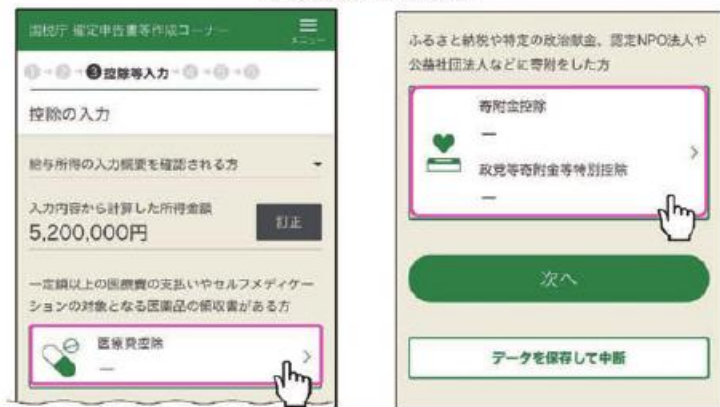 国税庁 確定申告書等作成コーナー
メニュー
❸控除等入力
控除の入力
給与所得の入力概要を確認される方
入力内容から計算した所得金額
5,200,000円
訂正
一定額以上の医療費の支払いやセルフメディケー
ションの対象となる医薬品の領収書がある方
医療費控除
ー
ふるさと納税や特定の政治献金、認定NPO法人や
公益社団法人などに寄附をした方
寄附金控除
ー
政党等寄附金等特別控除
ー
次へ
データを保存して中断